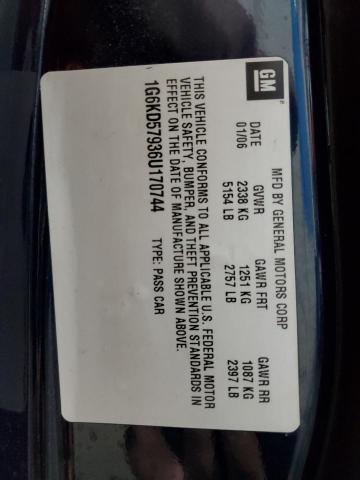 GM
MFD BY GENERAL MOTORS CORP
DATE GVWR GAWR FRT GAWR RR
01/06 2338 KG 1251 KG 1087 KG
5154 LB 2757 LB 2397 LB
THIS VEHICLE CONFORMS TO ALL APPLICABLE U.S. FEDERAL MOTOR
VEHICLE SAFETY, BUMPER, AND THEFT PREVENTION STANDARDS IN
EFFECT ON THE DATE OF MANUFACTURE SHOWN ABOVE.
1G6KD57936U170744 TYPE: PASS CAR